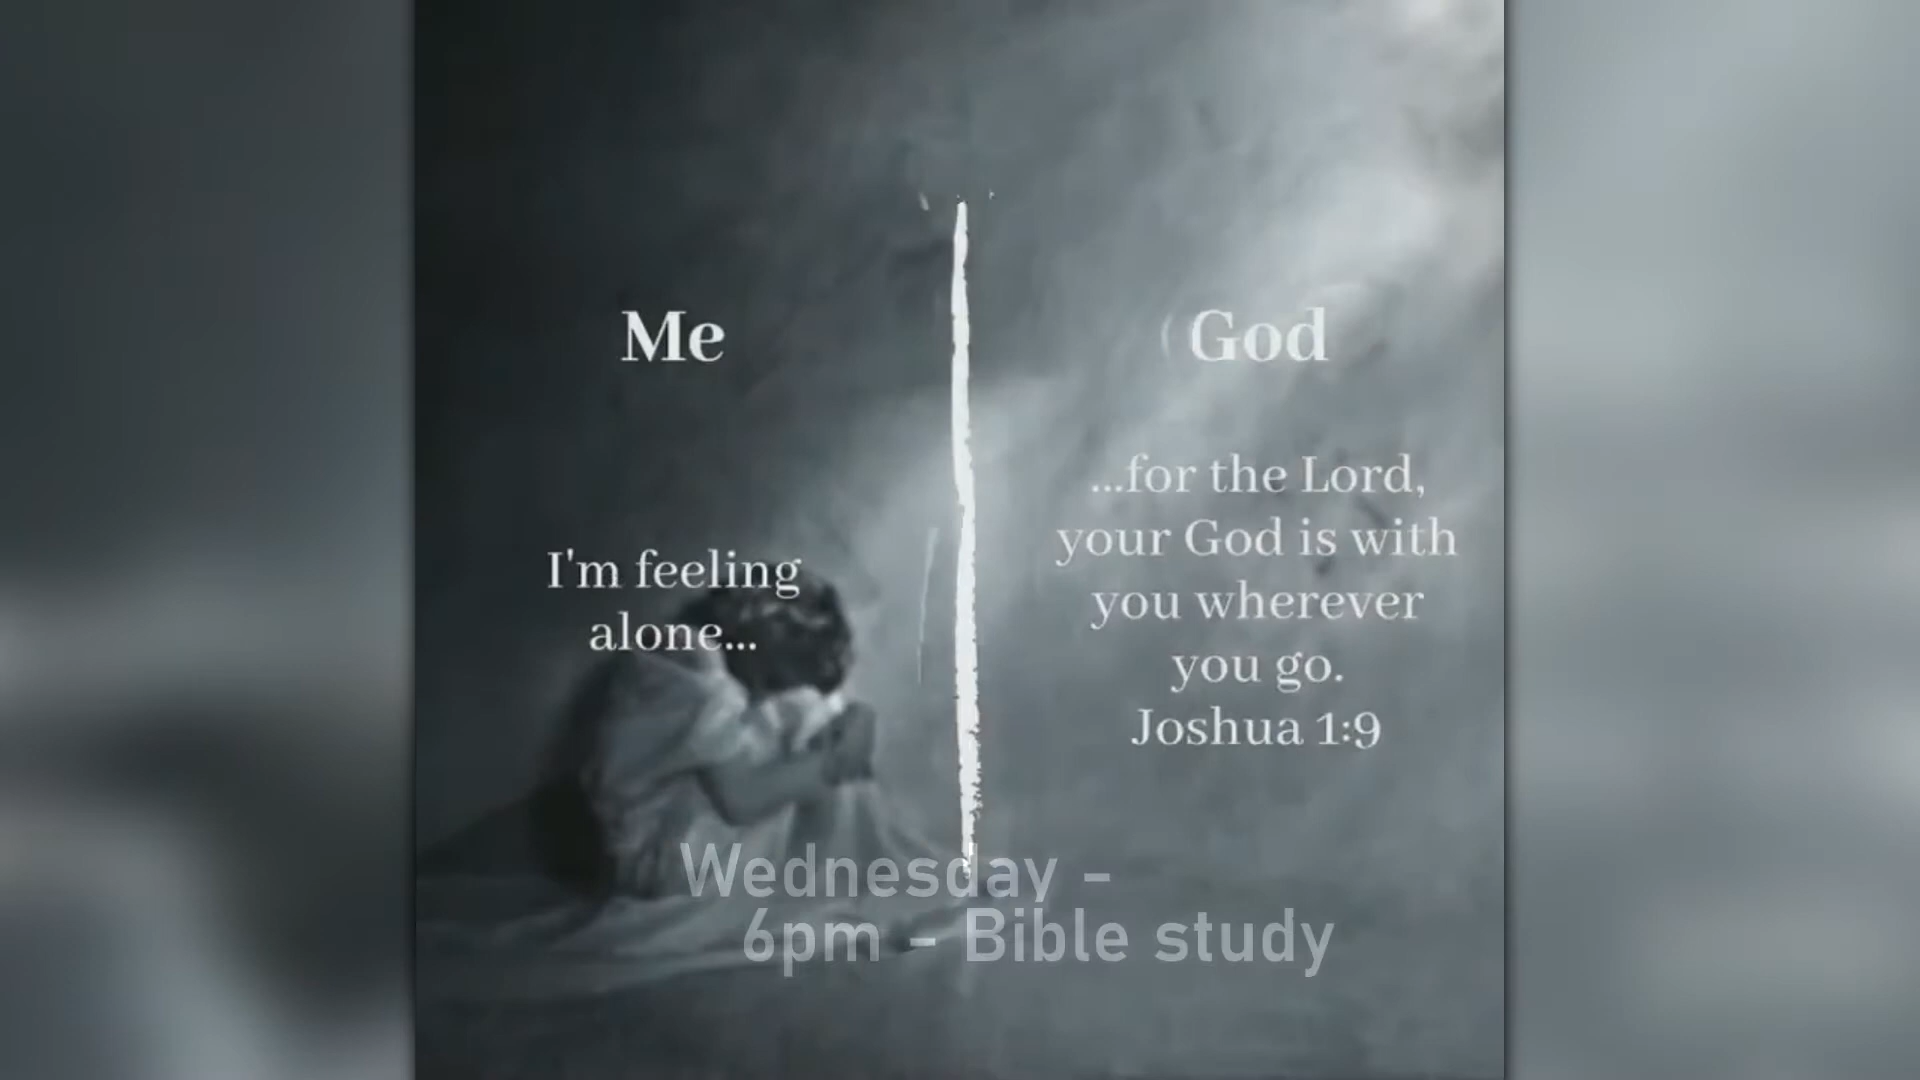 Me
I'm feeling
alone...
God
...for the Lord,
your God is with
you wherever
you go.
Joshua 1:9
Wednesday -
6pm - Bible study